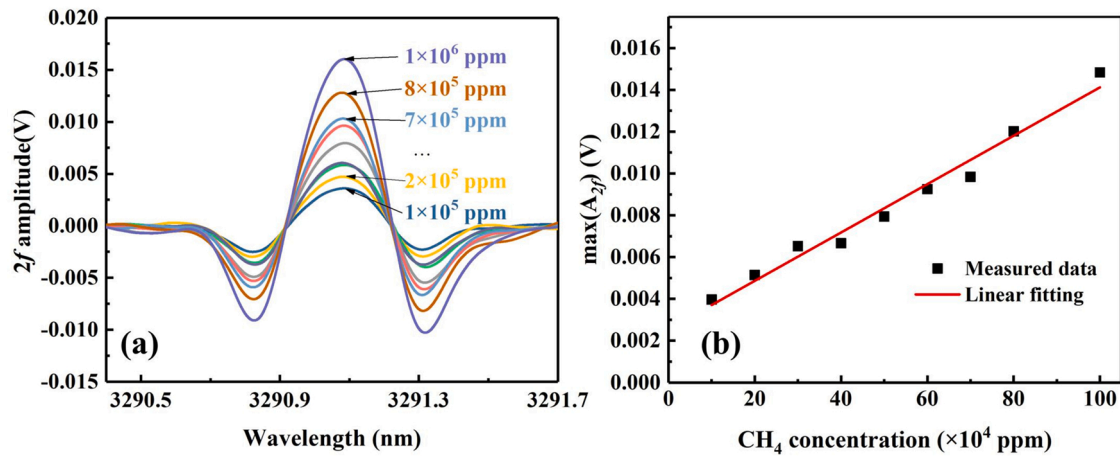 0.020
0.015
0.010
0.005
0.000
-0.005
-0.010
-0.015
2f amplitude(V)
1×10⁶ ppm
8×10⁵ ppm
7×10⁵ ppm
...
2×10⁵ ppm
1×10⁵ ppm
(a)
3290.5 3290.9 3291.3 3291.7
Wavelength (nm)
0.016
0.014
0.012
0.010
0.008
0.006
0.004
0.002
0.000
max(A₂f) (V)
Measured data
Linear fitting
(b)
0 20 40 60 80 100
CH₄ concentration (×10⁴ ppm)